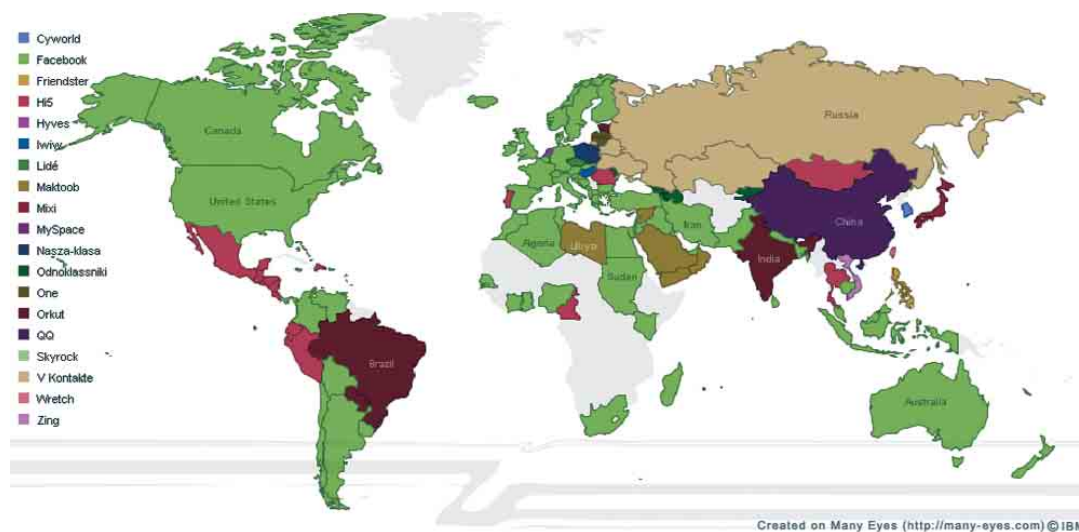 Cyworld
Facebook
Friendster
Hi5
Hyves
Iwiw
Lidé
Maktoob
Mixi
MySpace
Nasza-klasa
Odnoklassniki
One
Orkut
QQ
Skyrock
V Kontakte
Wretch
Zing
Canada
United States
Brazil
Algeria
Libya
Sudan
Iran
Russia
China
India
Australia
Created on Many Eyes (http://many-eyes.com) © IBM